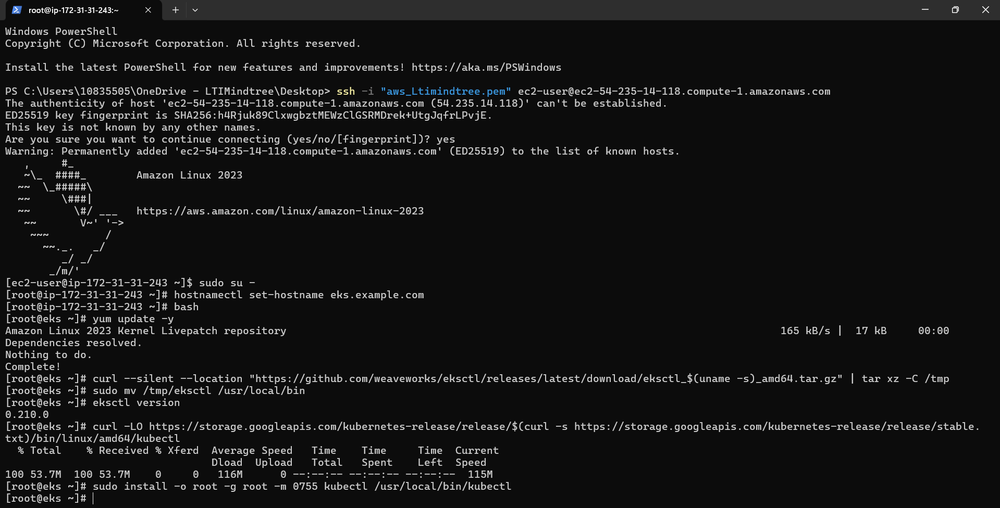 root@ip-172-31-31-243:~
Windows PowerShell
Copyright (C) Microsoft Corporation. All rights reserved.
Install the latest PowerShell for new features and improvements! https://aka.ms/PSWindows
PS C:\Users\10835505\OneDrive - LTIMindtree\Desktop> ssh -i "aws_Ltimindtree.pem" ec2-user@ec2-54-235-14-118.compute-1.amazonaws.com
The authenticity of host 'ec2-54-235-14-118.compute-1.amazonaws.com (54.235.14.118)' can't be established.
ED25519 key fingerprint is SHA256:h4Rjuk89ClxwgbztMEWzClGSRMDrek+UtgJqfrLPvjE.
This key is not known by any other names.
Are you sure you want to continue connecting (yes/no/[fingerprint])? yes
Warning: Permanently added 'ec2-54-235-14-118.compute-1.amazonaws.com' (ED25519) to the list of known hosts.
   ,     #_
   ~\_  ####_        Amazon Linux 2023
  ~~  \_#####\
  ~~     \###|
  ~~       \#/ ___   https://aws.amazon.com/linux/amazon-linux-2023
   ~~       V~' '->
    ~~~         /
      ~~._.   _/
         _/ _/
       _/m/'
[ec2-user@ip-172-31-31-243 ~]$ sudo su -
[root@ip-172-31-31-243 ~]# hostnamectl set-hostname eks.example.com
[root@ip-172-31-31-243 ~]# bash
[root@eks ~]# yum update -y
Amazon Linux 2023 Kernel Livepatch repository 165 kB/s |  17 kB     00:00
Dependencies resolved.
Nothing to do.
Complete!
[root@eks ~]# curl --silent --location "https://github.com/weaveworks/eksctl/releases/latest/download/eksctl_$(uname -s)_amd64.tar.gz" | tar xz -C /tmp
[root@eks ~]# sudo mv /tmp/eksctl /usr/local/bin
[root@eks ~]# eksctl version
0.210.0
[root@eks ~]# curl -LO https://storage.googleapis.com/kubernetes-release/release/$(curl -s https://storage.googleapis.com/kubernetes-release/release/stable.
txt)/bin/linux/amd64/kubectl
  % Total    % Received % Xferd  Average Speed   Time    Time     Time  Current
                                 Dload  Upload   Total   Spent    Left  Speed
100 53.7M  100 53.7M    0     0   116M      0 --:--:-- --:--:-- --:--:--  115M
[root@eks ~]# sudo install -o root -g root -m 0755 kubectl /usr/local/bin/kubectl
[root@eks ~]#